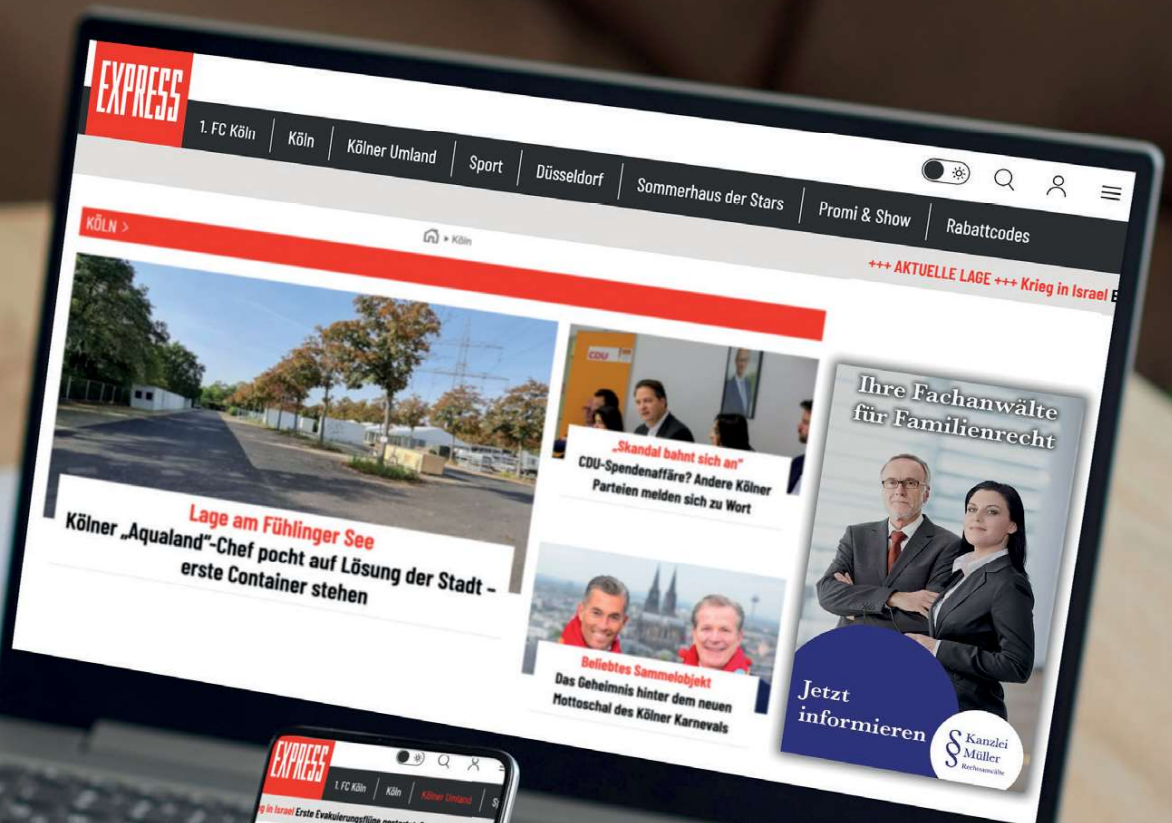 EXPRESS
1. FC Köln
Köln
Kölner Umland
Sport
Düsseldorf
Sommerhaus der Stars
Promi & Show
Rabattcodes
+++ AKTUELLE LAGE +++ Krieg in Israel
KÖLN >
Köln
Lage am Fühlinger See
Kölner „Aqualand"-Chef pocht auf Lösung der Stadt –
erste Container stehen
CDU
„Skandal bahnt sich an"
CDU-Spendenaffäre? Andere Kölner
Parteien melden sich zu Wort
Beliebtes Sammelobjekt
Das Geheimnis hinter dem neuen
Mottoschal des Kölner Karnevals
Ihre Fachanwälte
für Familienrecht
Jetzt
informieren
§ Kanzlei
§ Müller
Rechtsanwälte
EXPRESS
1. FC Köln
Köln
Kölner Umland
in Israel Erste Evakuierungsflüge